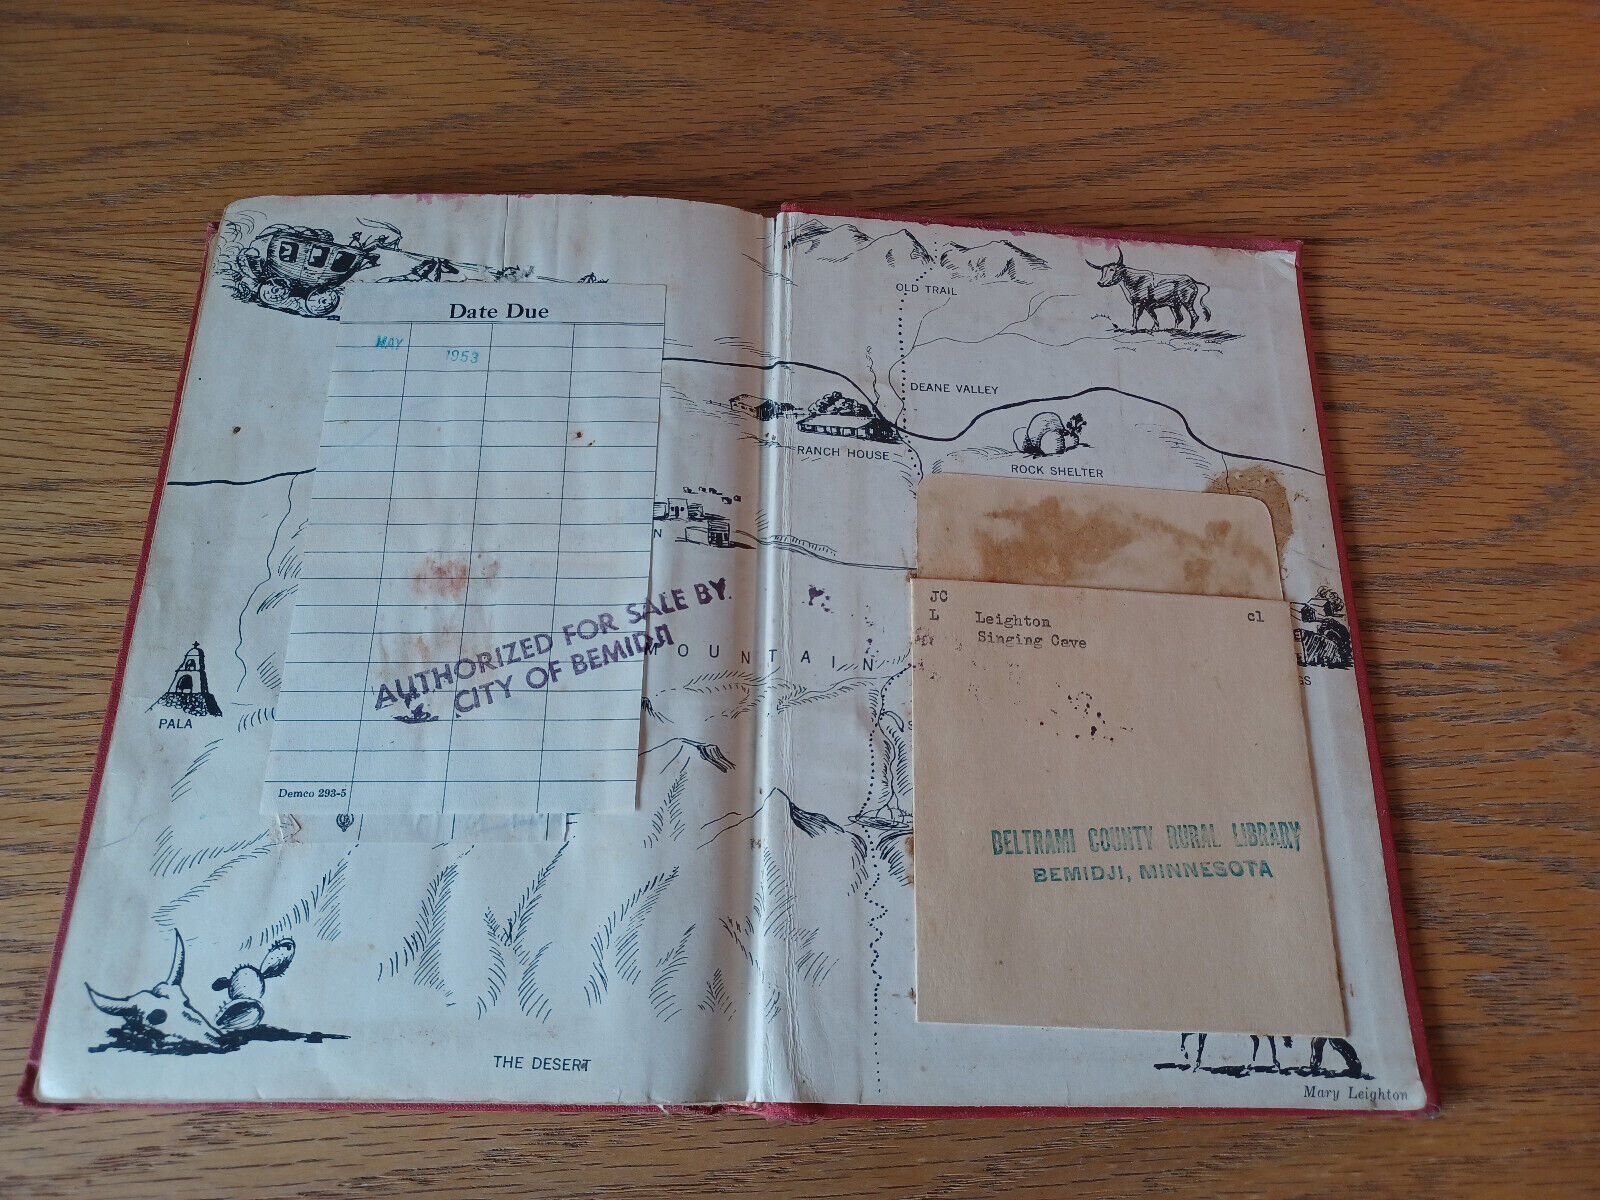 Date Due
MAY
1953
Demco 293-5
AUTHORIZED FOR SALE BY
CITY OF BEMIDJI
PALA
MOUNTAIN
THE DESERT
OLD TRAIL
DEANE VALLEY
RANCH HOUSE
ROCK SHELTER
JC
L Leighton c1
Singing Cave
BELTRAMI COUNTY RURAL LIBRARY
BEMIDJI, MINNESOTA
Mary Leighton